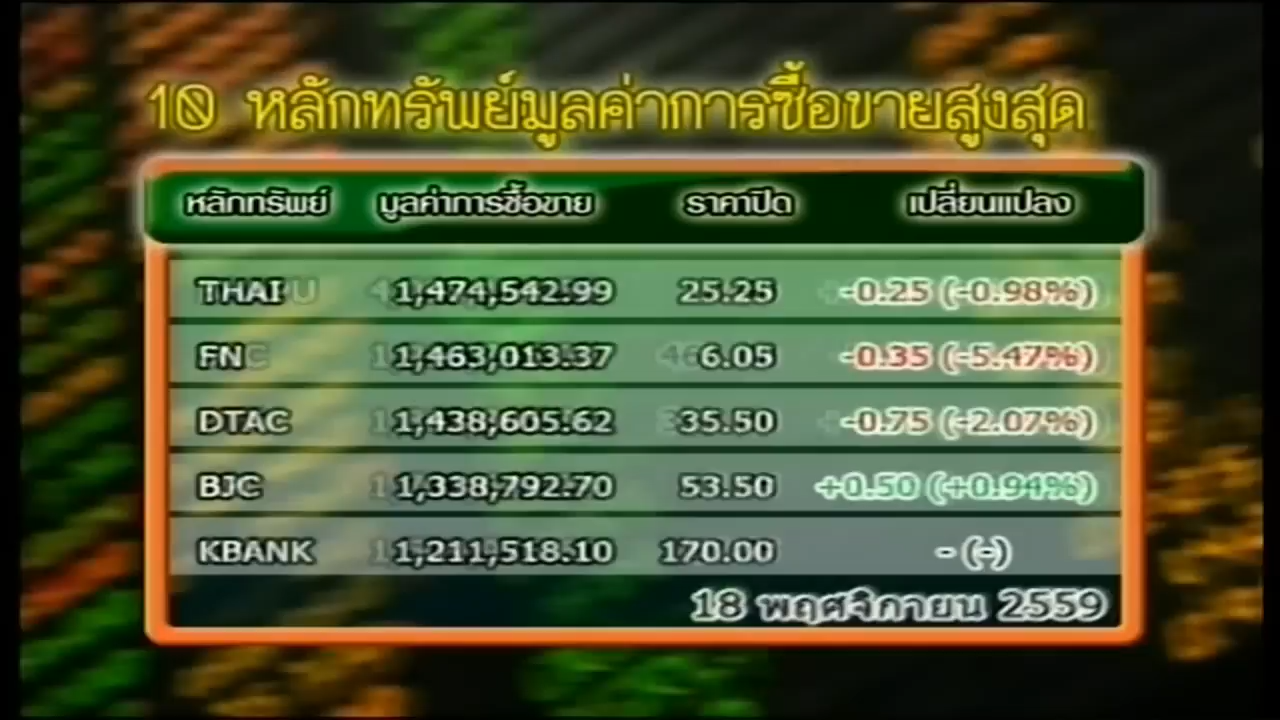 10 หลักทรัพย์มูลค่าการซื้อขายสูงสุด
หลักทรัพย์ มูลค่าการซื้อขาย ราคาปิด เปลี่ยนแปลง
THAI 1,474,542.99 25.25 -0.25 (-0.98%)
FN 1,463,013.37 6.05 -0.35 (-5.47%)
DTAC 1,438,605.62 35.50 -0.75 (-2.07%)
BJC 1,338,792.70 53.50 +0.50 (+0.94%)
KBANK 1,211,518.10 170.00 - (-)
18 พฤศจิกายน 2559